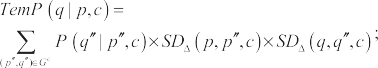 TemP (q | p, c) =
∑ P (q″ | p″, c) × SD_Δ (p, p″, c) × SD_Δ (q, q″, c) ;
(p″, q″)∈G^c